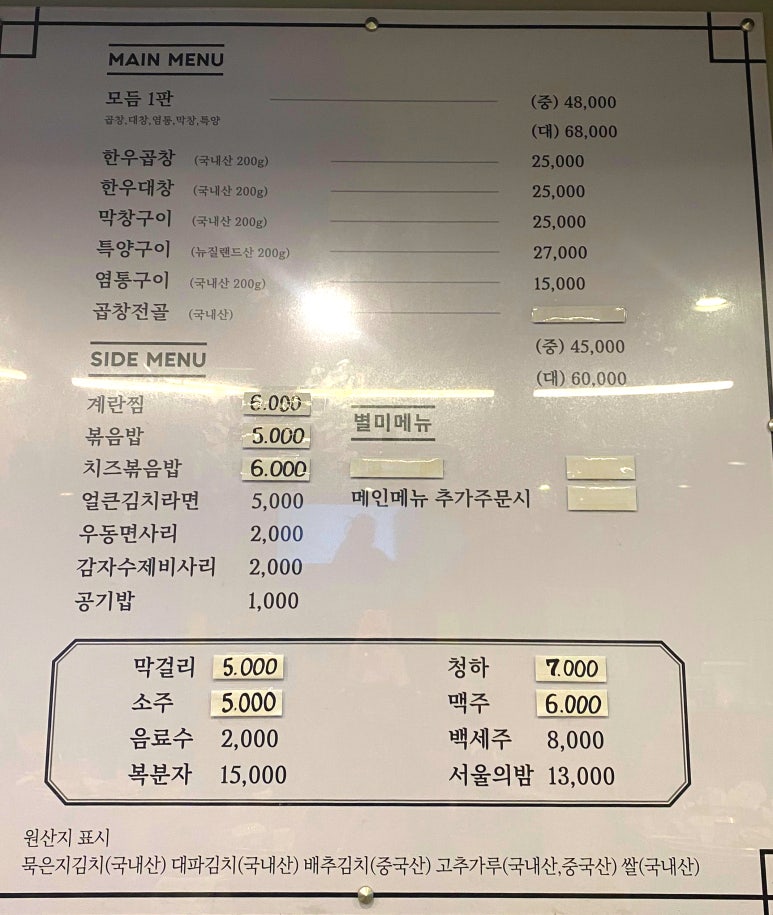 MAIN MENU
모듬 1판 (중) 48,000
곱창,대창,염통,막창,특양
(대) 68,000
한우곱창 (국내산 200g) 25,000
한우대창 (국내산 200g) 25,000
막창구이 (국내산 200g) 25,000
특양구이 (뉴질랜드산 200g) 27,000
염통구이 (국내산 200g) 15,000
곱창전골 (국내산)
(중) 45,000
(대) 60,000
SIDE MENU
계란찜 6.000
볶음밥 5.000
치즈볶음밥 6.000
얼큰김치라면 5,000
우동면사리 2,000
감자수제비사리 2,000
공기밥 1,000
별미메뉴
메인메뉴 추가주문시
막걸리 5.000 청하 7.000
소주 5.000 맥주 6.000
음료수 2,000 백세주 8,000
복분자 15,000 서울의밤 13,000
원산지 표시
묵은지김치(국내산) 대파김치(국내산) 배추김치(중국산) 고추가루(국내산,중국산) 쌀(국내산)